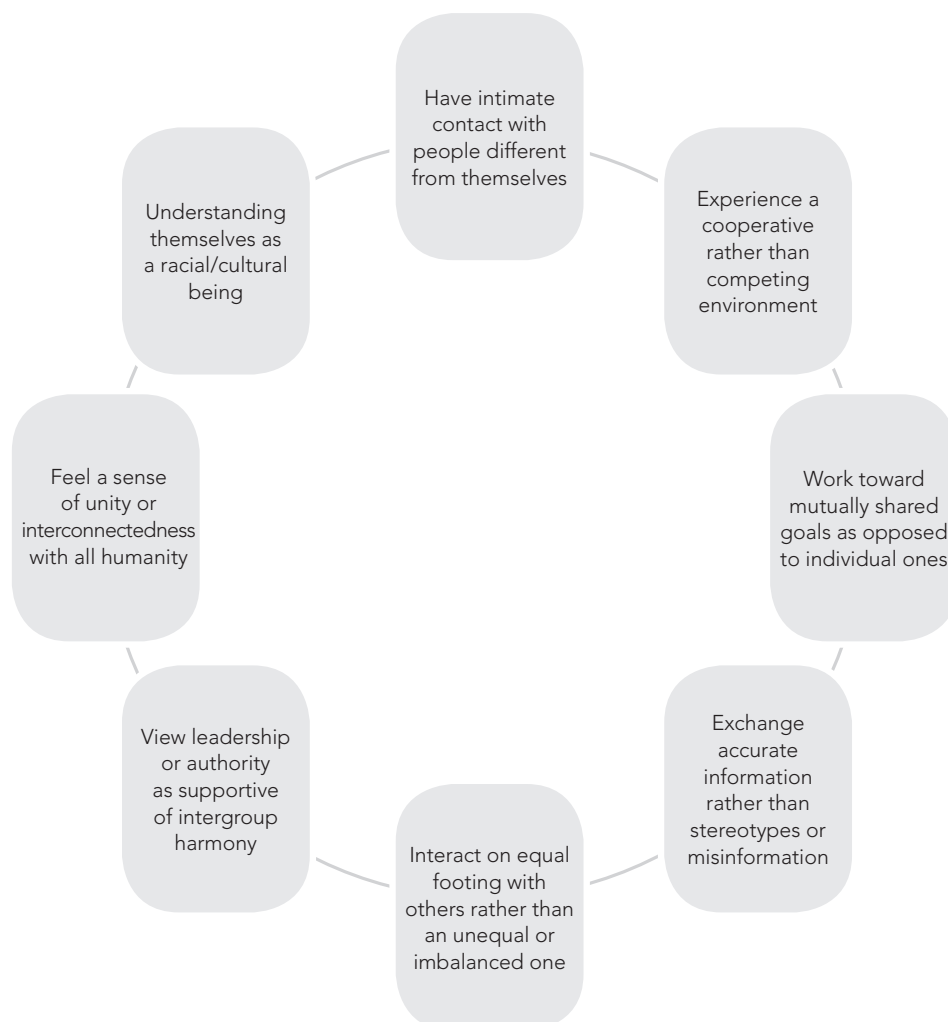 Have intimate
contact with
people different
from themselves
Experience a
cooperative
rather than
competing
environment
Work toward
mutually shared
goals as opposed
to individual ones
Exchange
accurate
information
rather than
stereotypes or
misinformation
Interact on equal
footing with
others rather than
an unequal or
imbalanced one
View leadership
or authority
as supportive
of intergroup
harmony
Feel a sense
of unity or
interconnectedness
with all humanity
Understanding
themselves as
a racial/cultural
being